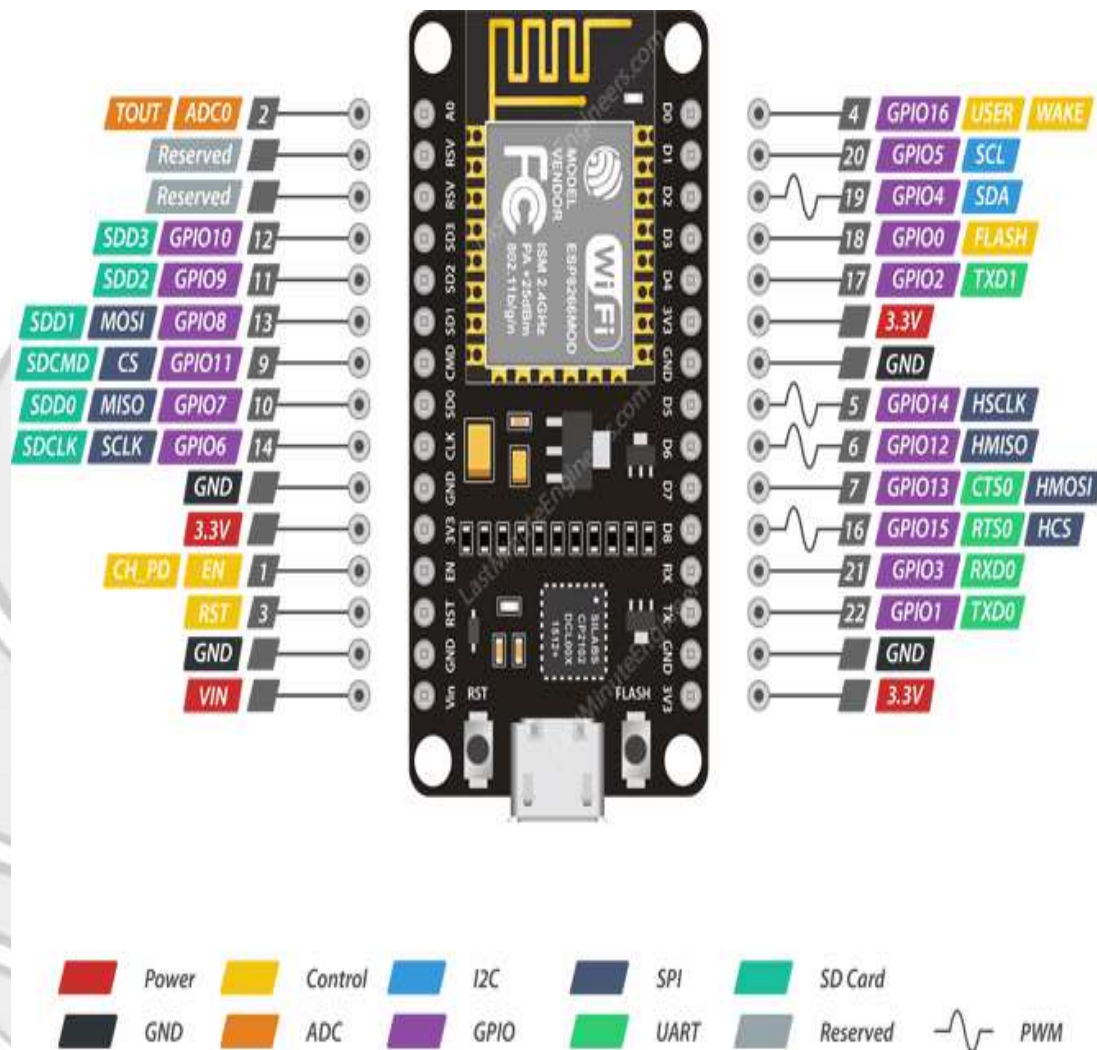 TOUT ADC0 2
Reserved
Reserved
SDD3 GPIO10 12
SDD2 GPIO9 11
SDD1 MOSI GPIO8 13
SDCMD CS GPIO11 9
SDD0 MISO GPIO7 10
SDCLK SCLK GPIO6 14
GND
3.3V
CH_PD EN 1
RST 3
GND
VIN
A0
RSV
RSV
SD3
SD2
SD1
CMD
SD0
CLK
GND
3V3
EN
RST
GND
Vin
MODEL
VENDOR
ESP8266MOD
FC
WiFi
ISM 2.4GHz
PA +25dBm
802.11b/g/n
SILABS
CP2102
DCL00X
1512+
RST
FLASH
LastMinuteEngineers.com
D0
D1
D2
D3
D4
3V3
GND
D5
D6
D7
D8
RX
TX
GND
3V3
4 GPIO16 USER WAKE
20 GPIO5 SCL
19 GPIO4 SDA
18 GPIO0 FLASH
17 GPIO2 TXD1
3.3V
GND
5 GPIO14 HSCLK
6 GPIO12 HMISO
7 GPIO13 CTS0 HMOSI
16 GPIO15 RTS0 HCS
21 GPIO3 RXD0
22 GPIO1 TXD0
GND
3.3V
Power Control I2C SPI SD Card
GND ADC GPIO UART Reserved PWM